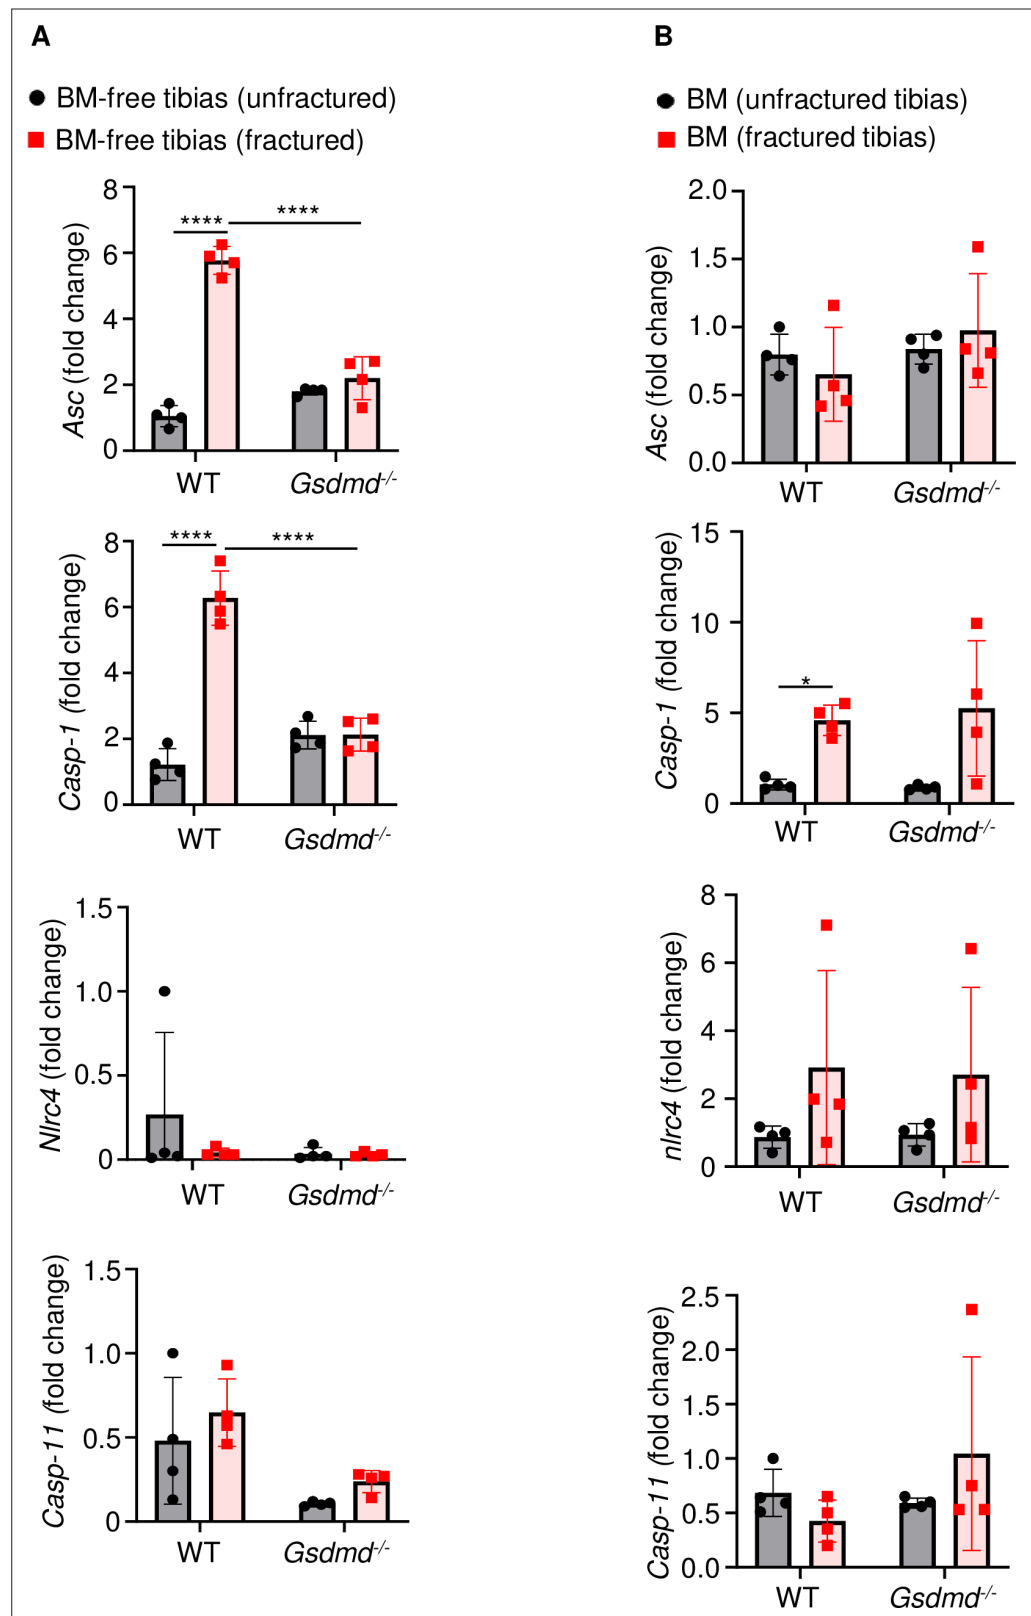 A
BM-free tibias (unfractured)
BM-free tibias (fractured)
Asc (fold change)
8
6
4
2
0
****
****
WT
Gsdmd-/-
Casp-1 (fold change)
8
6
4
2
0
****
****
WT
Gsdmd-/-
Nlrc4 (fold change)
1.5
1.0
0.5
0
WT
Gsdmd-/-
Casp-11 (fold change)
1.5
1.0
0.5
0
WT
Gsdmd-/-
B
BM (unfractured tibias)
BM (fractured tibias)
Asc (fold change)
2.0
1.5
1.0
0.5
0.0
WT
Gsdmd-/-
Casp-1 (fold change)
15
10
5
0
*
WT
Gsdmd-/-
nlrc4 (fold change)
8
6
4
2
0
WT
Gsdmd-/-
Casp-11 (fold change)
2.5
2.0
1.5
1.0
0.5
0.0
WT
Gsdmd-/-